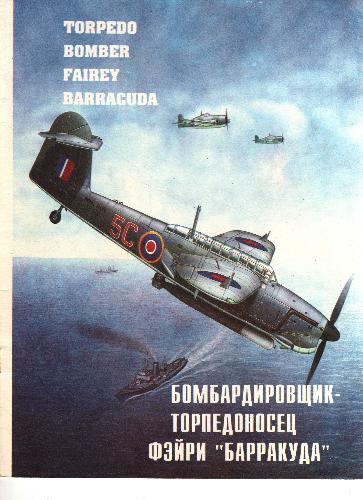 TORPEDO
BOMBER
FAIREY
BARRACUDA
5C
БОМБАРДИРОВЩИК-
ТОРПЕДОНОСЕЦ
ФЭЙРИ "БАРРАКУДА"